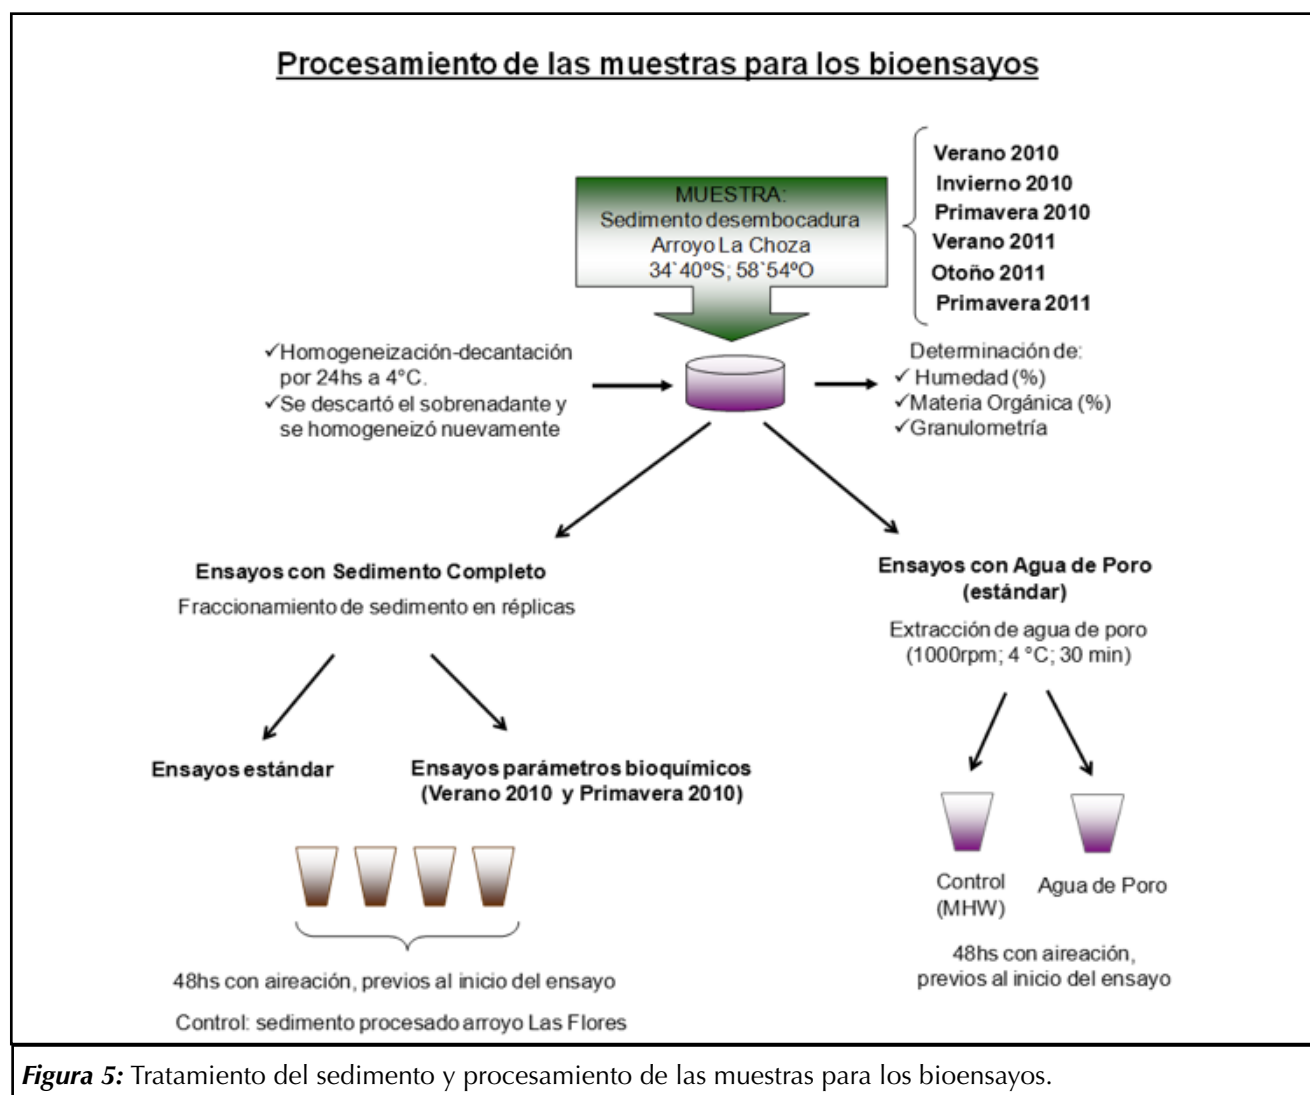 Procesamiento de las muestras para los bioensayos
MUESTRA:
Sedimento desembocadura
Arroyo La Choza
34`40ºS; 58`54ºO
Verano 2010
Invierno 2010
Primavera 2010
Verano 2011
Otoño 2011
Primavera 2011
✓Homogeneización-decantación
por 24hs a 4°C.
✓Se descartó el sobrenadante y
se homogeneizó nuevamente
Determinación de:
✓ Humedad (%)
✓Materia Orgánica (%)
✓Granulometría
Ensayos con Sedimento Completo
Fraccionamiento de sedimento en réplicas
Ensayos estándar
Ensayos parámetros bioquímicos
(Verano 2010 y Primavera 2010)
48hs con aireación, previos al inicio del ensayo
Control: sedimento procesado arroyo Las Flores
Ensayos con Agua de Poro
(estándar)
Extracción de agua de poro
(1000rpm; 4 °C; 30 min)
Control
(MHW)
Agua de Poro
48hs con aireación,
previos al inicio del ensayo
Figura 5: Tratamiento del sedimento y procesamiento de las muestras para los bioensayos.